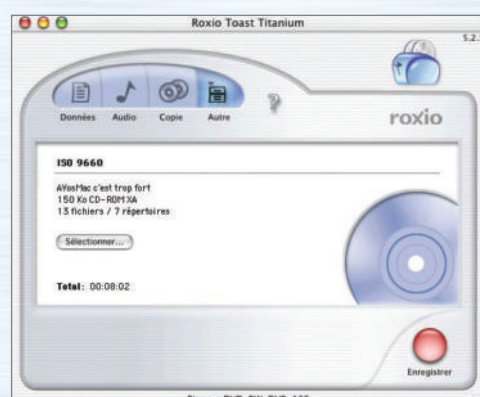 Roxio Toast Titanium
5.2.
Données Audio Copie Autre
?
roxio
ISO 9660
AVosMac c'est trop fort
150 Ko CD-ROM XA
13 fichiers / 7 répertoires
Sélectionner...
Total: 00:08:02
Enregistrer